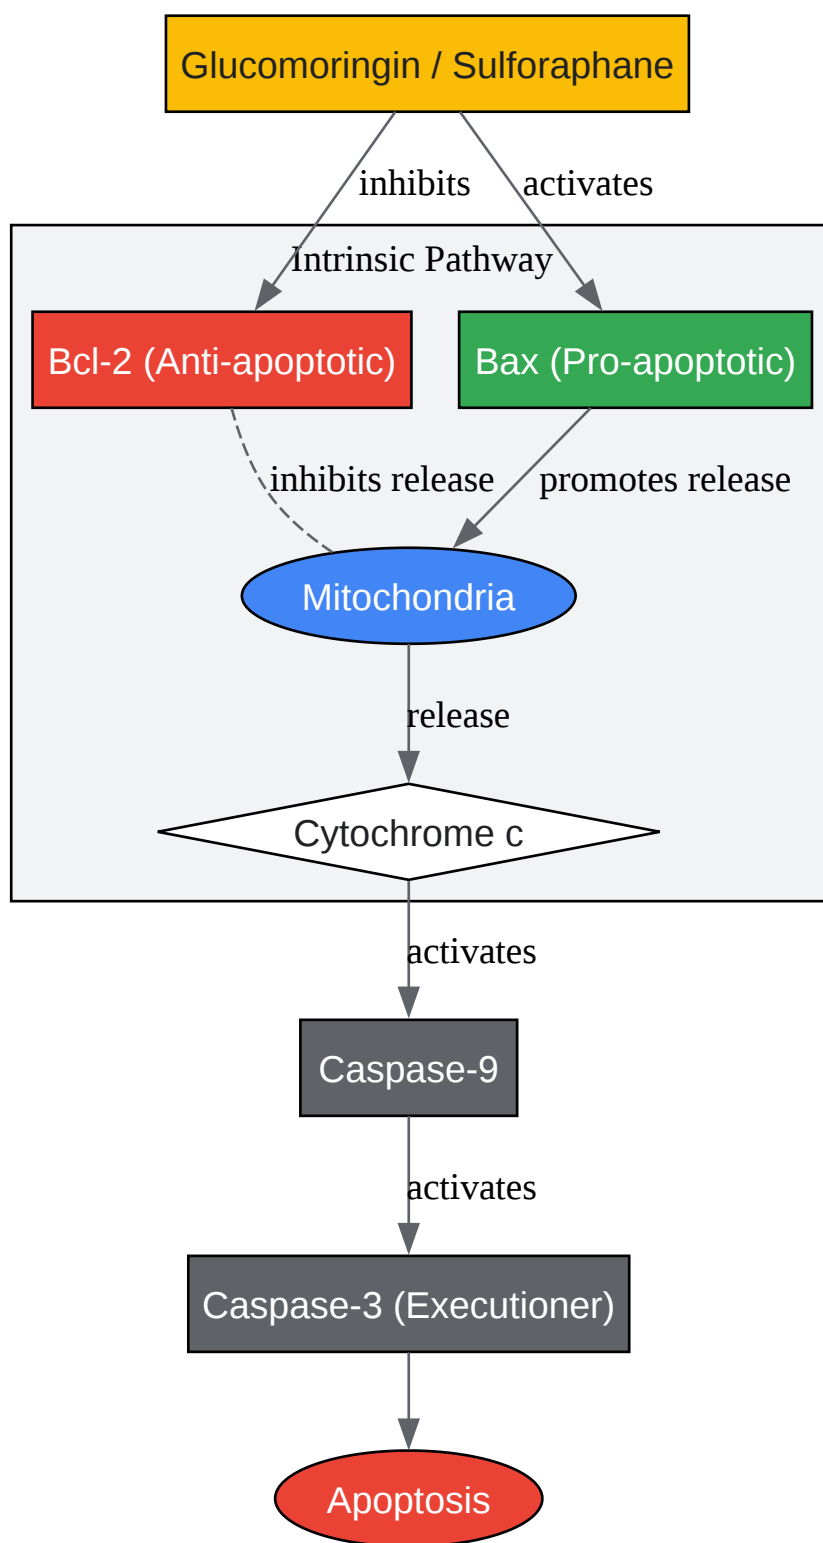 Glucomoringin / Sulforaphane
inhibits
activates
Intrinsic Pathway
Bcl-2 (Anti-apoptotic)
Bax (Pro-apoptotic)
inhibits release
promotes release
Mitochondria
release
Cytochrome c
activates
Caspase-9
activates
Caspase-3 (Executioner)
Apoptosis